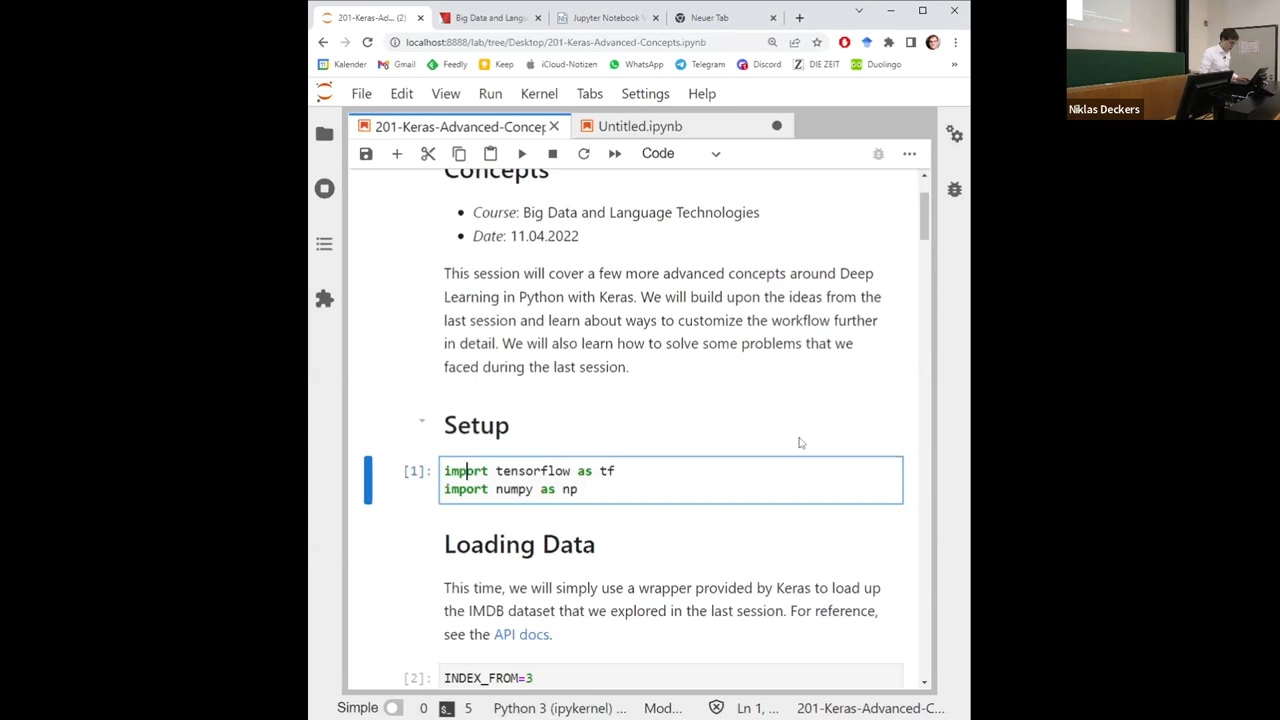 201-Keras-Ad... (2)
Big Data and Langu
Jupyter Notebook
Neuer Tab
localhost:8888/lab/tree/Desktop/201-Keras-Advanced-Concepts.ipynb
Kalender
Gmail
Feedly
Keep
iCloud-Notizen
WhatsApp
Telegram
Discord
DIE ZEIT
Duolingo
»
File Edit View Run Kernel Tabs Settings Help
201-Keras-Advanced-Concep
Untitled.ipynb
Code
Concepts
• Course: Big Data and Language Technologies
• Date: 11.04.2022
This session will cover a few more advanced concepts around Deep
Learning in Python with Keras. We will build upon the ideas from the
last session and learn about ways to customize the workflow further
in detail. We will also learn how to solve some problems that we
faced during the last session.
Setup
[1]: import tensorflow as tf
import numpy as np
Loading Data
This time, we will simply use a wrapper provided by Keras to load up
the IMDB dataset that we explored in the last session. For reference,
see the API docs.
[2]: INDEX_FROM=3
Simple 0 5 Python 3 (ipykernel) ... Mod... Ln 1, ... 201-Keras-Advanced-C...
Niklas Deckers